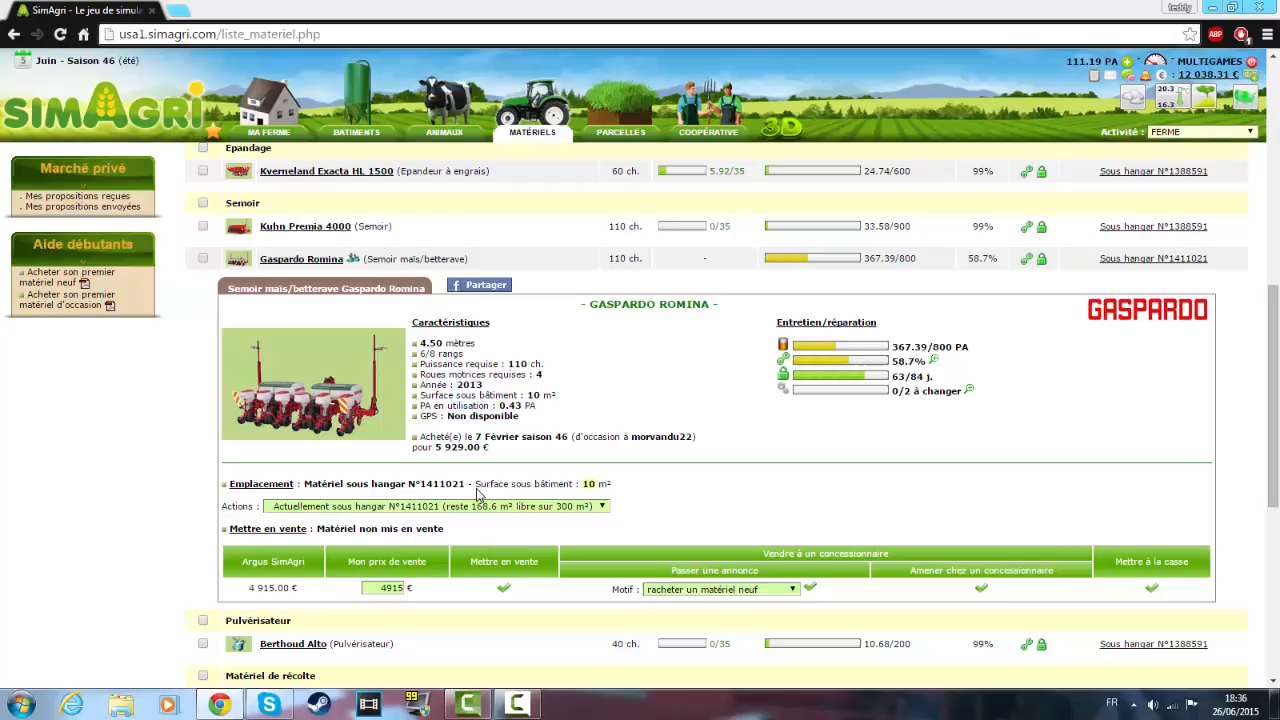 SimAgri - Le jeu de simula
teddy
usa1.simagri.com/liste_materiel.php
5 Juin - Saison 46 (été)
111.19 PA - MULTIGAMES
12 038.31 €
20.3
16.3
SIMAGRI
MA FERME BATIMENTS ANIMAUX MATÉRIELS PARCELLES COOPÉRATIVE 3D
Activité : FERME
Marché privé
Mes propositions reçues
Mes propositions envoyées
Aide débutants
Acheter son premier
matériel neuf
Acheter son premier
matériel d'occasion
Epandage
Kverneland Exacta HL 1500 (Epandeur à engrais) 60 ch. 5.92/35 24.74/600 99% Sous hangar N°1388591
Semoir
Kuhn Premia 4000 (Semoir) 110 ch. 0/35 33.58/900 99% Sous hangar N°1388591
Gaspardo Romina (Semoir maïs/betterave) 110 ch. - 367.39/800 58.7% Sous hangar N°1411021
Semoir maïs/betterave Gaspardo Romina
Partager
- GASPARDO ROMINA -
GASPARDO
Caractéristiques
4.50 mètres
6/8 rangs
Puissance requise : 110 ch.
Roues motrices requises : 4
Année : 2013
Surface sous bâtiment : 10 m²
PA en utilisation : 0.43 PA
GPS : Non disponible
Acheté(e) le 7 Février saison 46 (d'occasion à morvandu22)
pour 5 929.00 €
Entretien/réparation
367.39/800 PA
58.7%
63/84 j.
0/2 à changer
Emplacement : Matériel sous hangar N°1411021 - Surface sous bâtiment : 10 m²
Actions : Actuellement sous hangar N°1411021 (reste 168.6 m² libre sur 300 m²)
Mettre en vente : Matériel non mis en vente
Argus SimAgri Mon prix de vente Mettre en vente Vendre à un concessionnaire Mettre à la casse
Passer une annonce Amener chez un concessionnaire
4 915.00 € 4915 € Motif : racheter un matériel neuf
Pulvérisateur
Berthoud Alto (Pulvérisateur) 40 ch. 0/35 10.68/200 99% Sous hangar N°1388591
Matériel de récolte
99
FR
18:36
26/06/2015